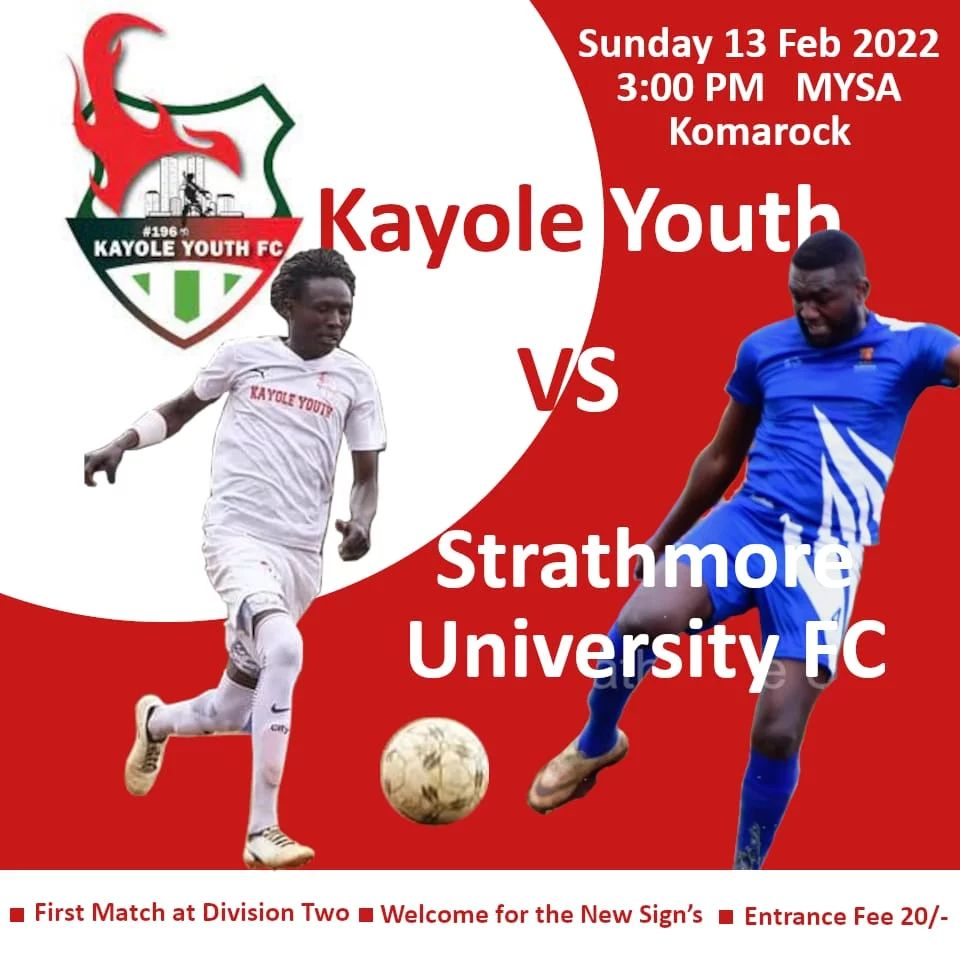 Sunday 13 Feb 2022
3:00 PM MYSA
Komarock
#196
KAYOLE YOUTH FC
Kayole Youth
VS
KAYOLE YOUTH
Strathmore
University FC
city
■ First Match at Division Two ■ Welcome for the New Sign's ■ Entrance Fee 20/-